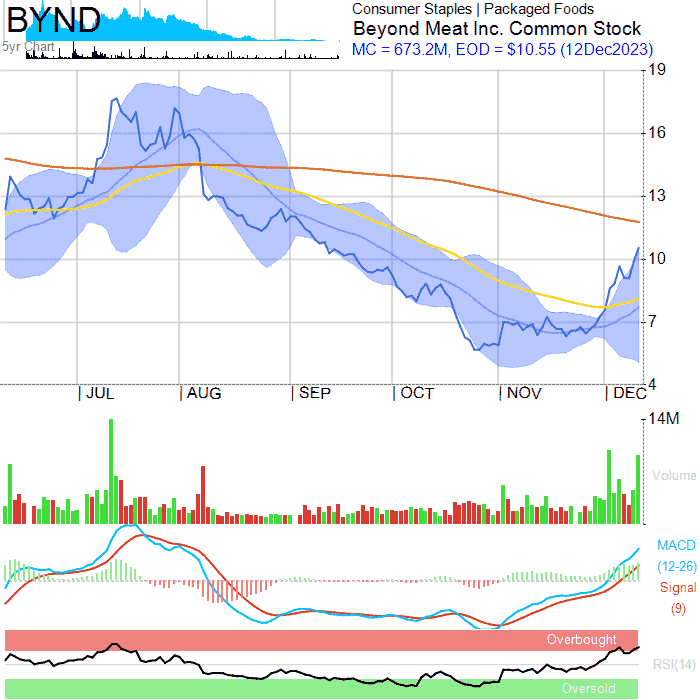 BYND
5yr Chart
Consumer Staples | Packaged Foods
Beyond Meat Inc. Common Stock
MC = 673.2M, EOD = $10.55 (12Dec2023)
19
16
13
10
7
4
| JUL | AUG | SEP | OCT | NOV | DEC
14M
Volume
MACD
(12-26)
Signal
(9)
Overbought
RSI(14)
Oversold